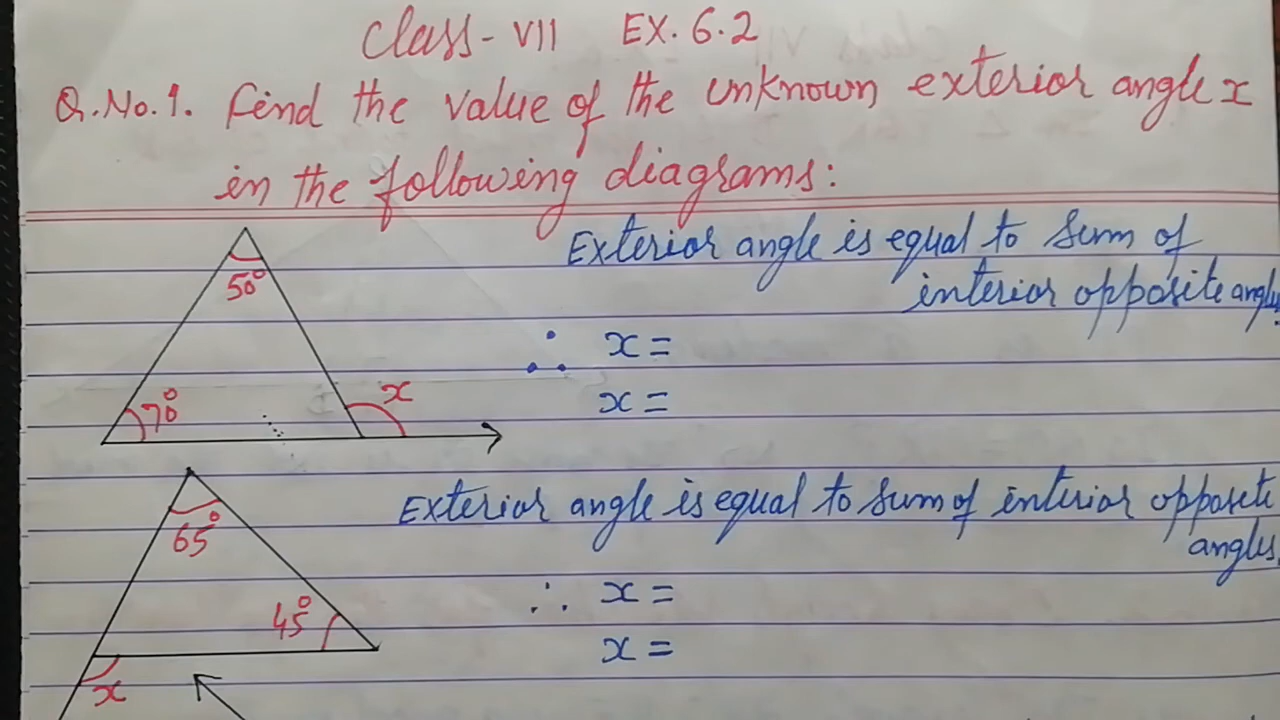 Class - VII EX. 6.2
Q.No.1. Find the value of the unknown exterior angle x
in the following diagrams:
50°
70°
x
Exterior angle is equal to sum of
interior opposite angles.
∴ x =
x =
65°
45°
x
Exterior angle is equal to sum of interior opposite
angles.
∴ x =
x =